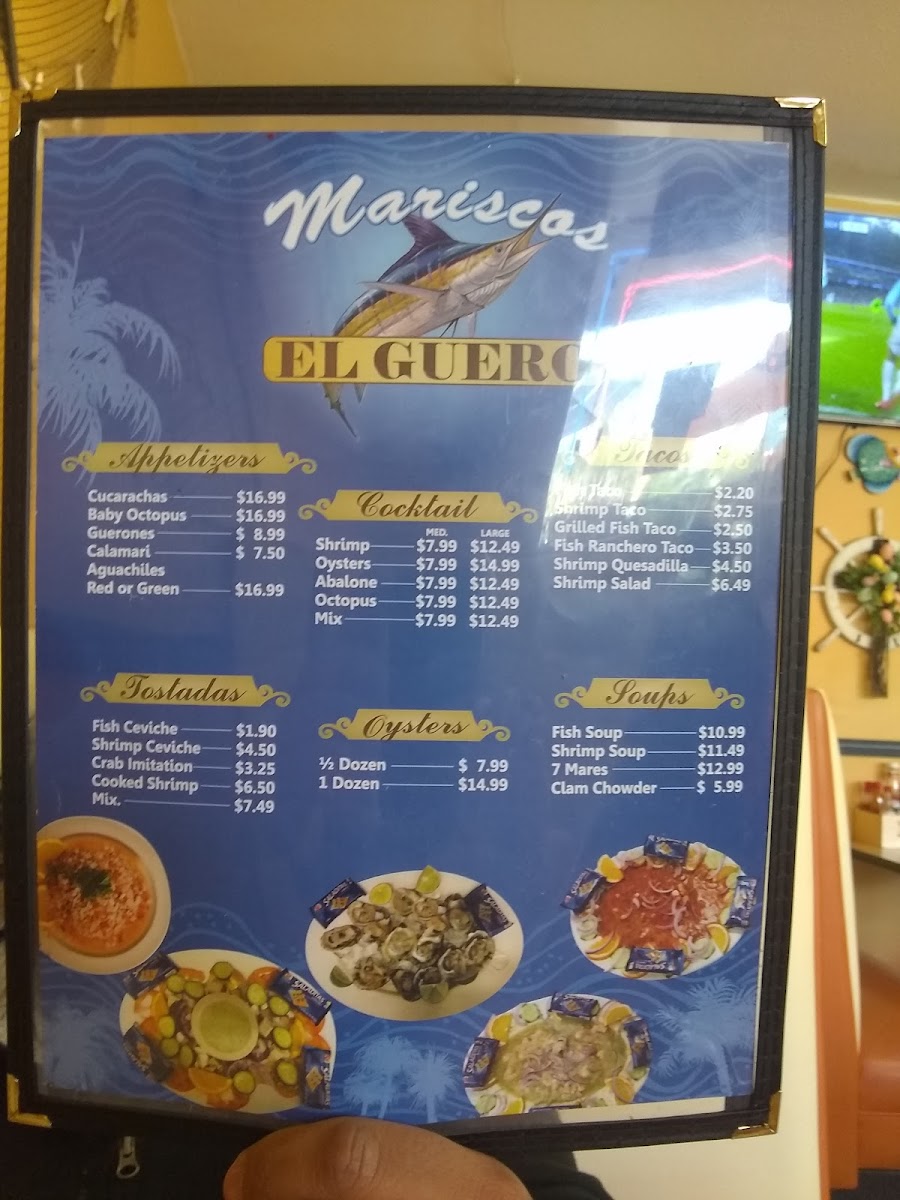 Mariscos
EL GUERO
Appetizers
Cucarachas $16.99
Baby Octopus $16.99
Guerones $ 8.99
Calamari $ 7.50
Aguachiles
Red or Green $16.99
Cocktail
MED. LARGE
Shrimp $7.99 $12.49
Oysters $7.99 $14.99
Abalone $7.99 $12.49
Octopus $7.99 $12.49
Mix $7.99 $12.49
Tacos
Taco $2.20
Shrimp Taco $2.75
Grilled Fish Taco $2.50
Fish Ranchero Taco $3.50
Shrimp Quesadilla $4.50
Shrimp Salad $6.49
Tostadas
Fish Ceviche $1.90
Shrimp Ceviche $4.50
Crab Imitation $3.25
Cooked Shrimp $6.50
Mix. $7.49
Oysters
½ Dozen $ 7.99
1 Dozen $14.99
Soups
Fish Soup $10.99
Shrimp Soup $11.49
7 Mares $12.99
Clam Chowder $ 5.99